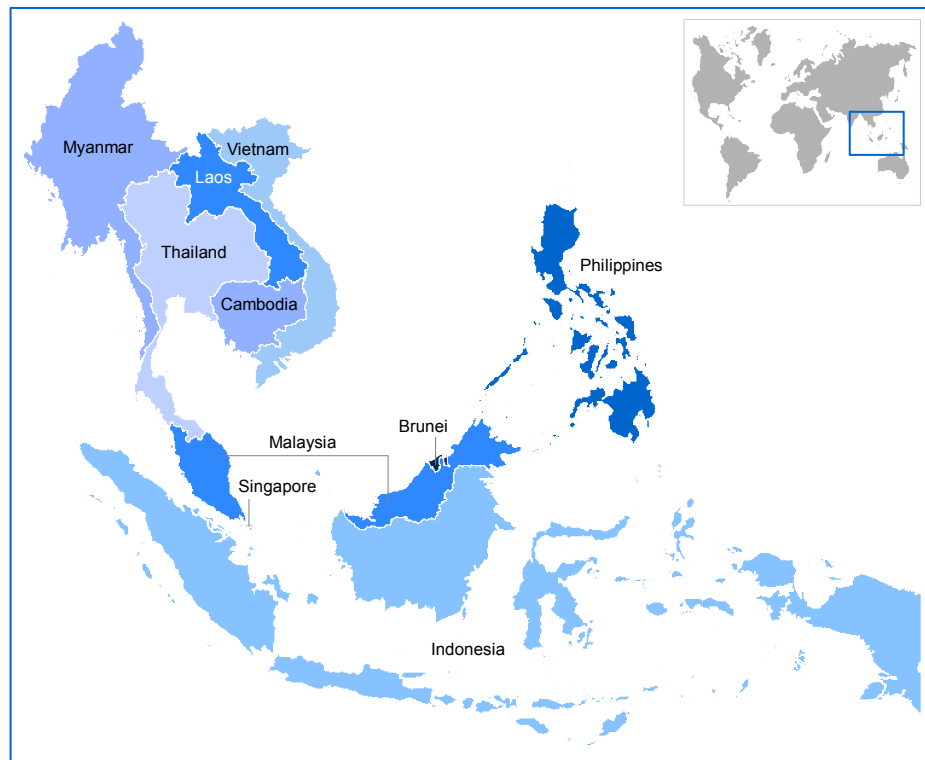 Myanmar
Vietnam
Laos
Thailand
Philippines
Cambodia
Brunei
Malaysia
Singapore
Indonesia